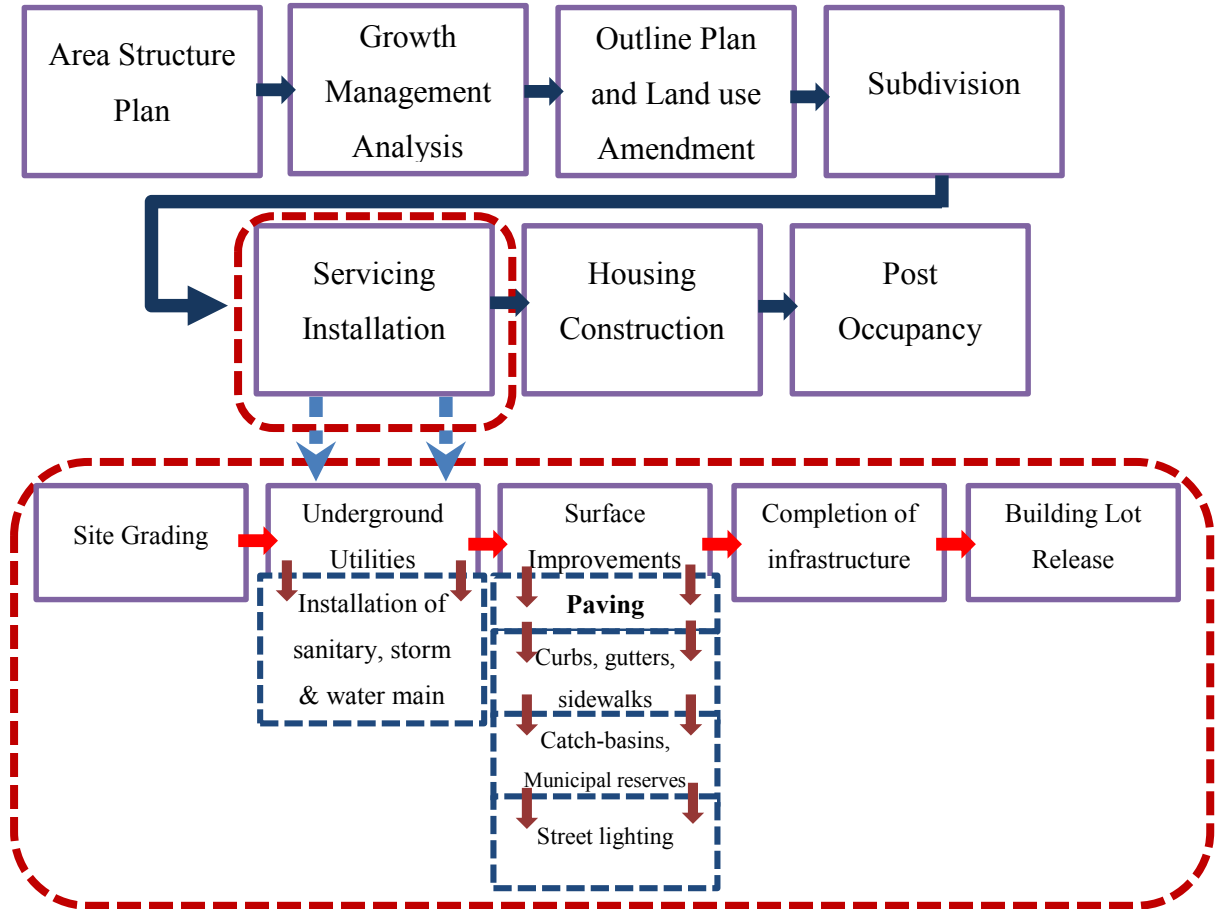 Area Structure
Plan
Growth
Management
Analysis
Outline Plan
and Land use
Amendment
Subdivision
Servicing
Installation
Housing
Construction
Post
Occupancy
Site Grading
Underground
Utilities
Installation of
sanitary, storm
& water main
Surface
Improvements
Paving
Curbs, gutters,
sidewalks
Catch-basins,
Municipal reserves
Street lighting
Completion of
infrastructure
Building Lot
Release